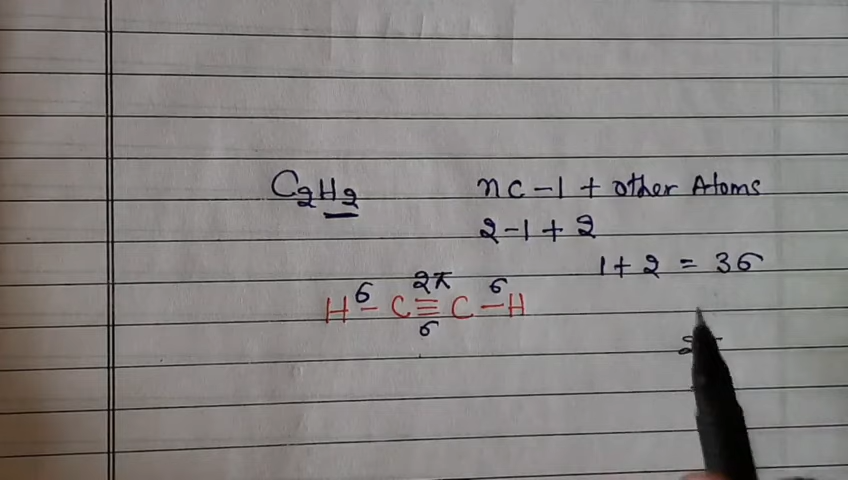 C₂H₂ nc-1 + other Atoms
2-1+2
1+2 = 3σ
2π
H σ - C ≡ C σ - H
σ